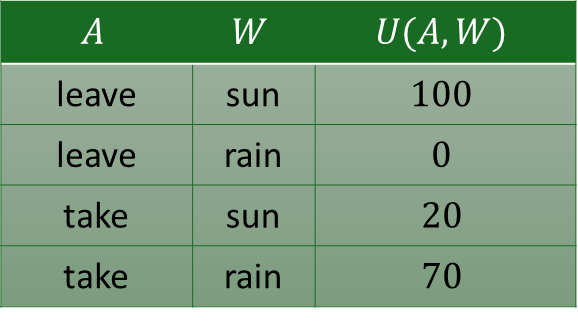 A W U(A, W)
leave sun 100
leave rain 0
take sun 20
take rain 70